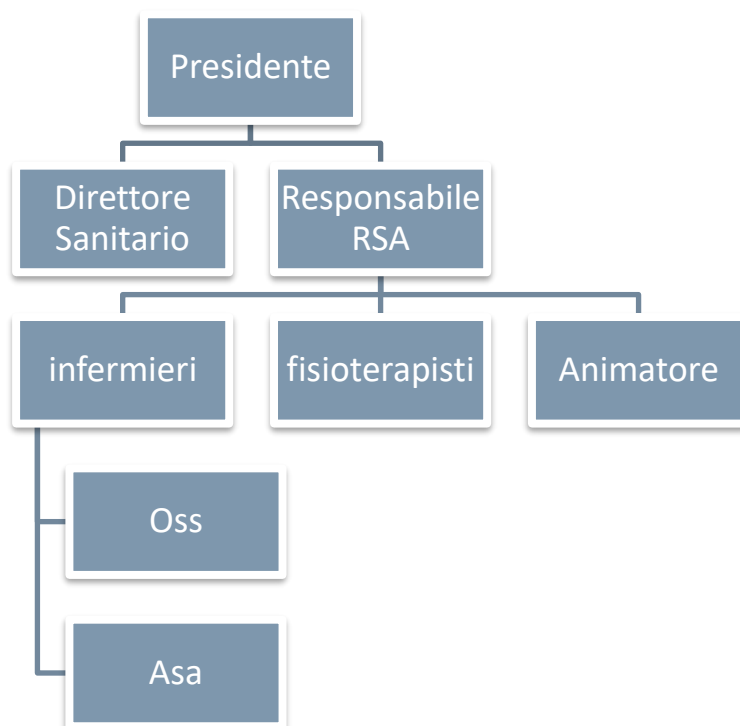 Presidente
Direttore
Sanitario
Responsabile
RSA
infermieri
fisioterapisti
Animatore
Oss
Asa